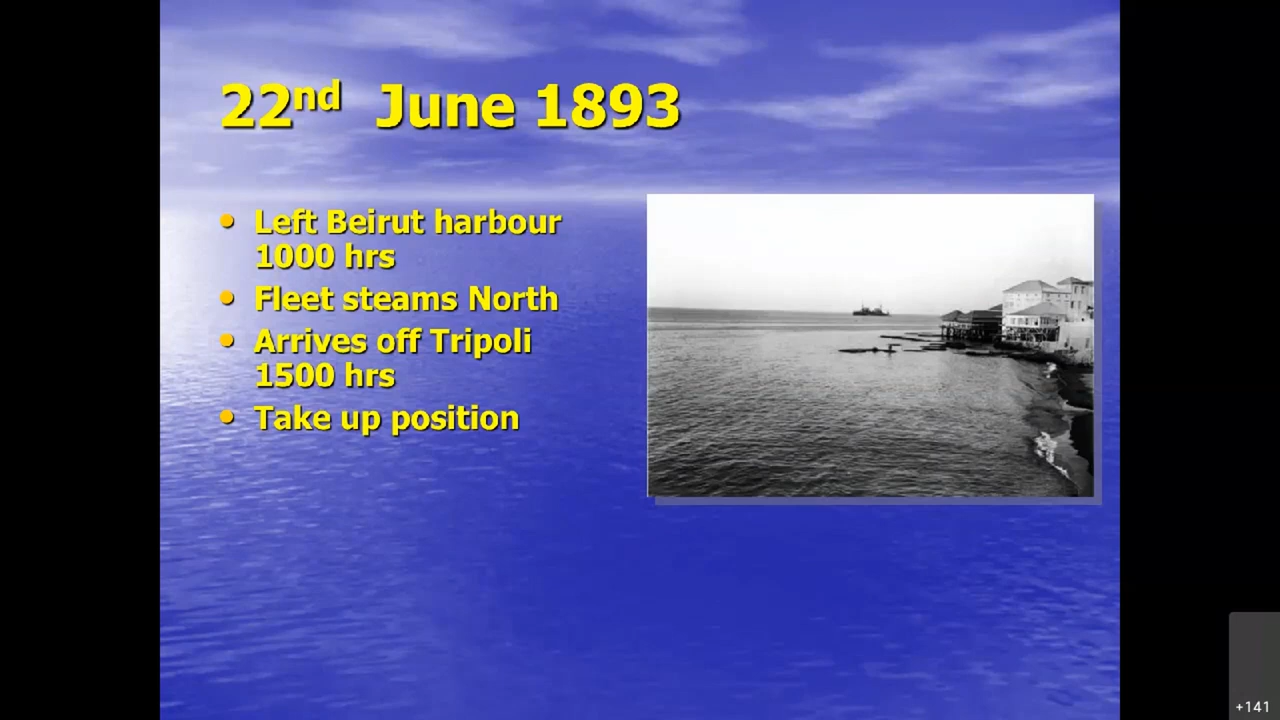 22nd June 1893
• Left Beirut harbour
1000 hrs
• Fleet steams North
• Arrives off Tripoli
1500 hrs
• Take up position
+141